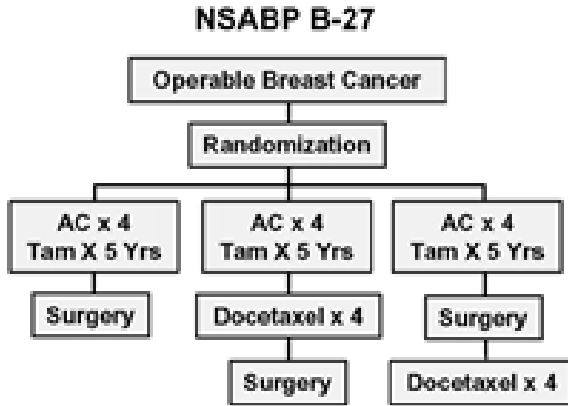 NSABP B-27
Operable Breast Cancer
Randomization
AC x 4
Tam X 5 Yrs
AC x 4
Tam X 5 Yrs
AC x 4
Tam X 5 Yrs
Surgery
Docetaxel x 4
Surgery
Surgery
Docetaxel x 4